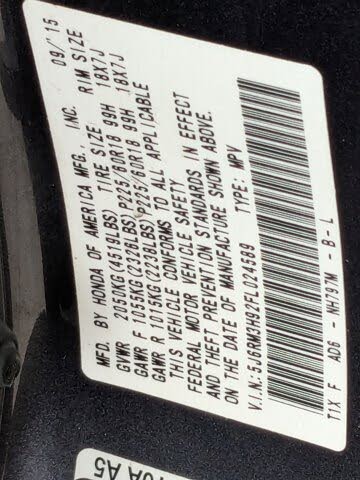 MFD. BY HONDA OF AMERICA MFG., INC. 09/15
GVWR 2050KG(4519LBS) TIRE SIZE RIM SIZE
GAWR F 1055KG(2326LBS) P225/60R18 99H 18X7J
GAWR R 1015KG(2238LBS) P225/60R18 99H 18X7J
THIS VEHICLE CONFORMS TO ALL APPLICABLE
FEDERAL MOTOR VEHICLE SAFETY
AND THEFT PREVENTION STANDARDS IN EFFECT
ON THE DATE OF MANUFACTURE SHOWN ABOVE.
V.I.N:5J6RM3H92FL024589 TYPE: MPV
T1X F AD6 - NH797M - B - L
0A A5